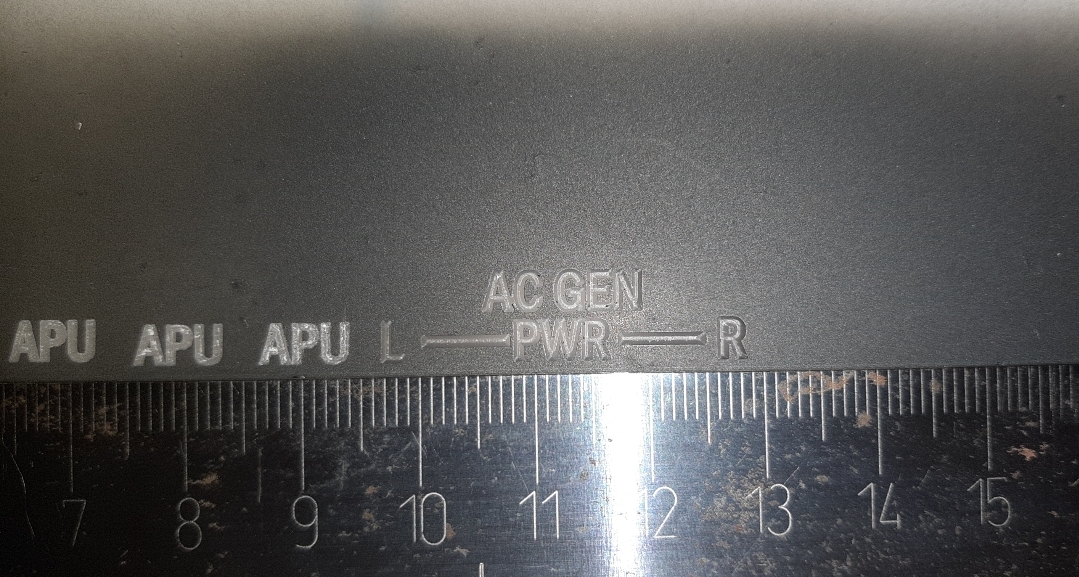 AC GEN
APU APU APU L PWR R
7 8 9 10 11 12 13 14 15